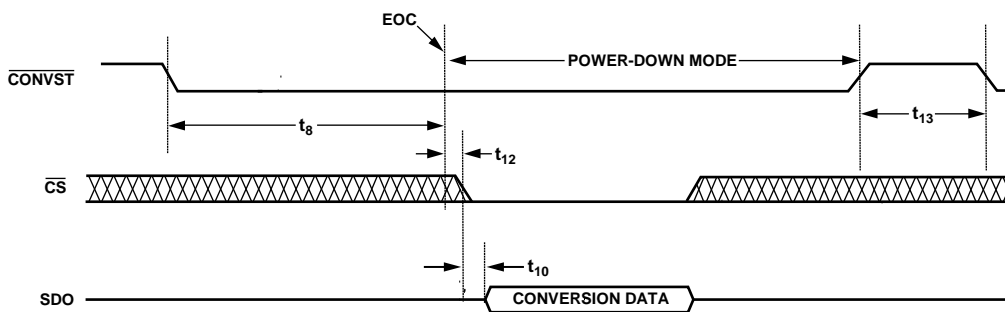 EOC
POWER-DOWN MODE
CONVST
t8
t13
t12
CS
t10
SDO
CONVERSION DATA